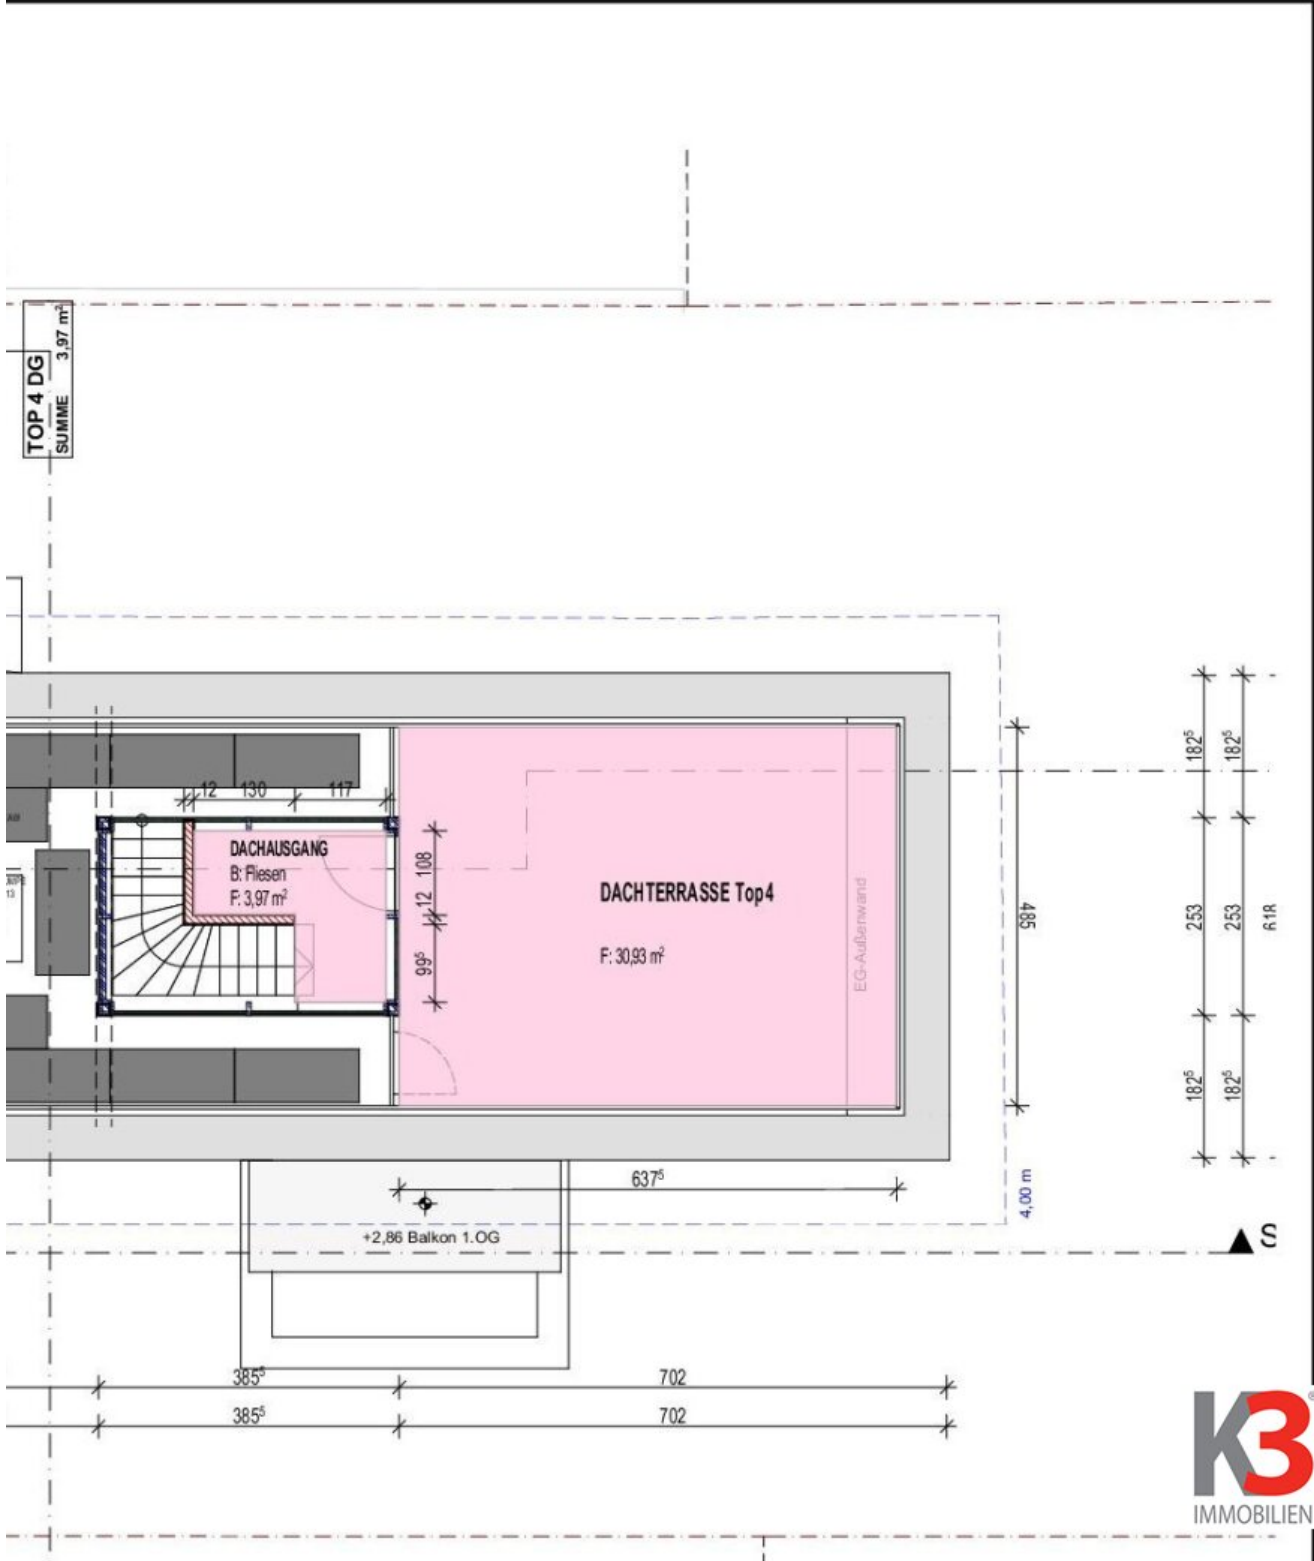 TOP 4 DG
SUMME 3,97 m²
12 130 117
DACHAUSGANG
B: Fliesen
F: 3,97 m²
108
12
99⁵
DACHTERRASSE Top4
F: 30,93 m²
EG-Außenwand
485
182⁵ 182⁵
253 253 618
182⁵ 182⁵
637⁵
4,00 m
+2,86 Balkon 1.OG
S
385⁵ 702
385⁵ 702
K3®
IMMOBILIEN